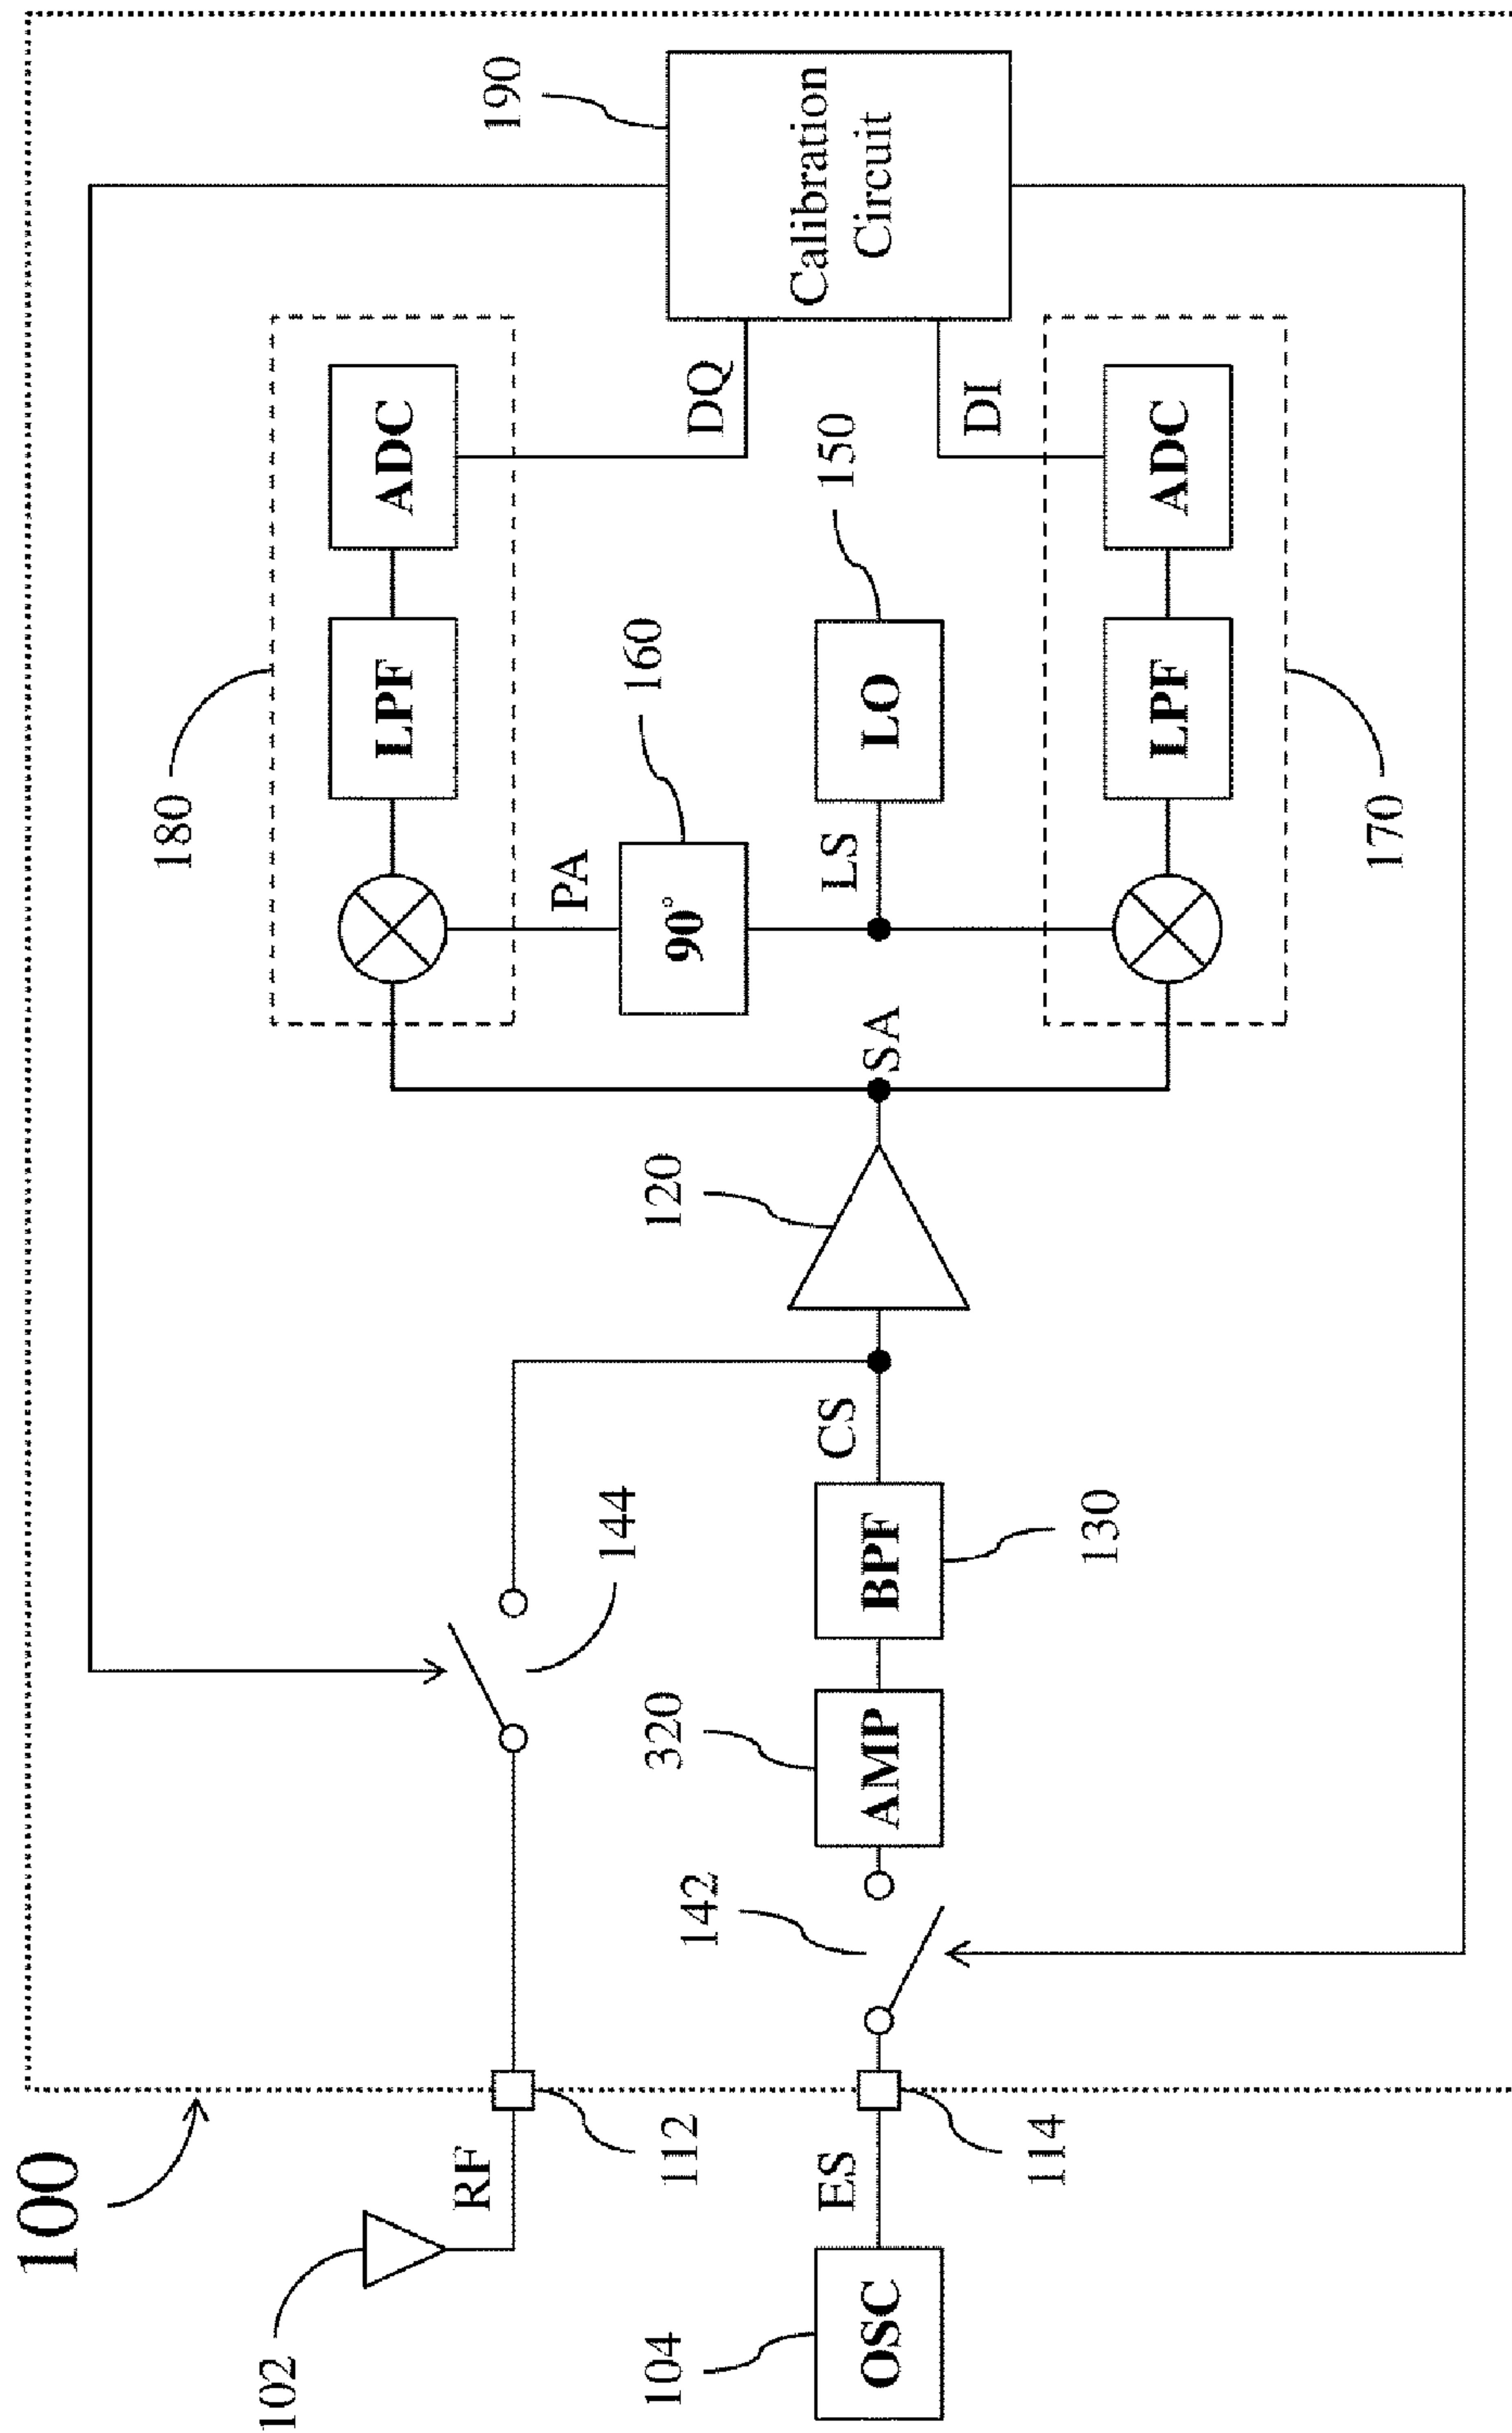 100
102
RF
112
104
OSC
ES
114
142
320
AMP
144
BPF
130
CS
120
SA
180
LPF
ADC
PA
160
90°
LS
LO
150
170
LPF
ADC
DQ
DI
190
Calibration
Circuit